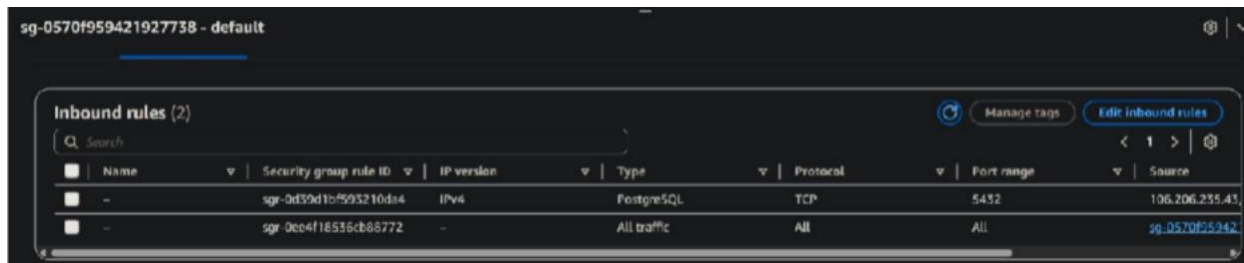 sg-0570f959421927738 - default
Inbound rules (2)
Manage tags
Edit inbound rules
Search
1
Name Security group rule ID IP version Type Protocol Port range Source
– sgr-0d39d1bf593210da4 IPv4 PostgreSQL TCP 5432 106.206.235.43,
– sgr-0ee4f18536cb88772 – All traffic All All sg-0570f95942